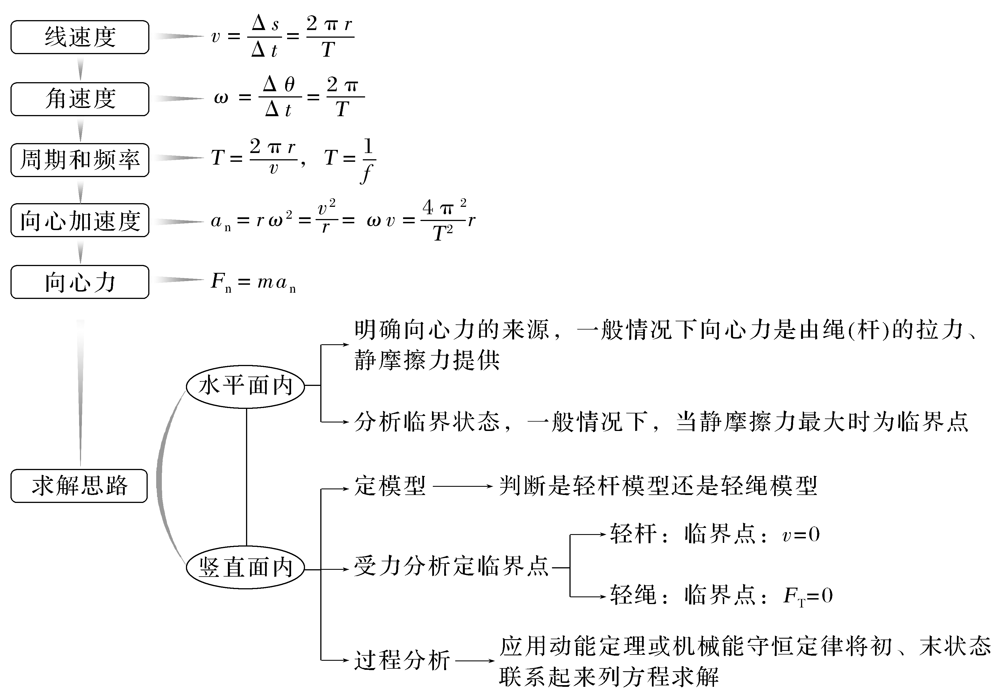 线速度 v = Δs/Δt = 2πr/T
角速度 ω = Δθ/Δt = 2π/T
周期和频率 T = 2πr/v, T = 1/f
向心加速度 aₙ = rω² = v²/r = ωv = 4π²/T² r
向心力 Fₙ = maₙ
明确向心力的来源，一般情况下向心力是由绳(杆)的拉力、
静摩擦力提供
水平面内
分析临界状态，一般情况下，当静摩擦力最大时为临界点
求解思路
定模型 判断是轻杆模型还是轻绳模型
轻杆：临界点：v=0
竖直面内
受力分析定临界点
轻绳：临界点：F_T=0
过程分析
应用动能定理或机械能守恒定律将初、末状态
联系起来列方程求解